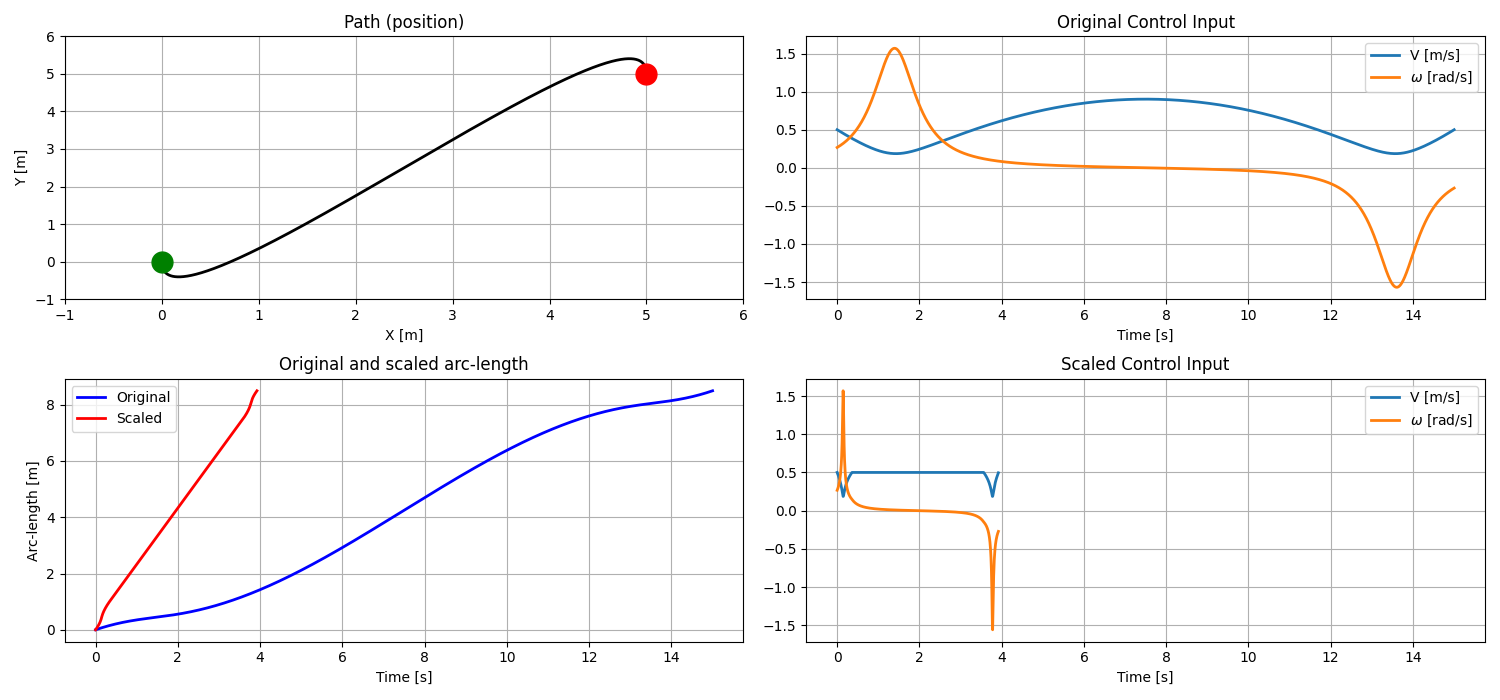 Path (position)
6
5
4
3
2
1
0
−1
Y [m]
−1 0 1 2 3 4 5 6
X [m]
Original Control Input
V [m/s]
ω [rad/s]
1.5
1.0
0.5
0.0
−0.5
−1.0
−1.5
0 2 4 6 8 10 12 14
Time [s]
Original and scaled arc-length
Original
Scaled
8
6
4
2
0
Arc-length [m]
0 2 4 6 8 10 12 14
Time [s]
Scaled Control Input
V [m/s]
ω [rad/s]
1.5
1.0
0.5
0.0
−0.5
−1.0
−1.5
0 2 4 6 8 10 12 14
Time [s]